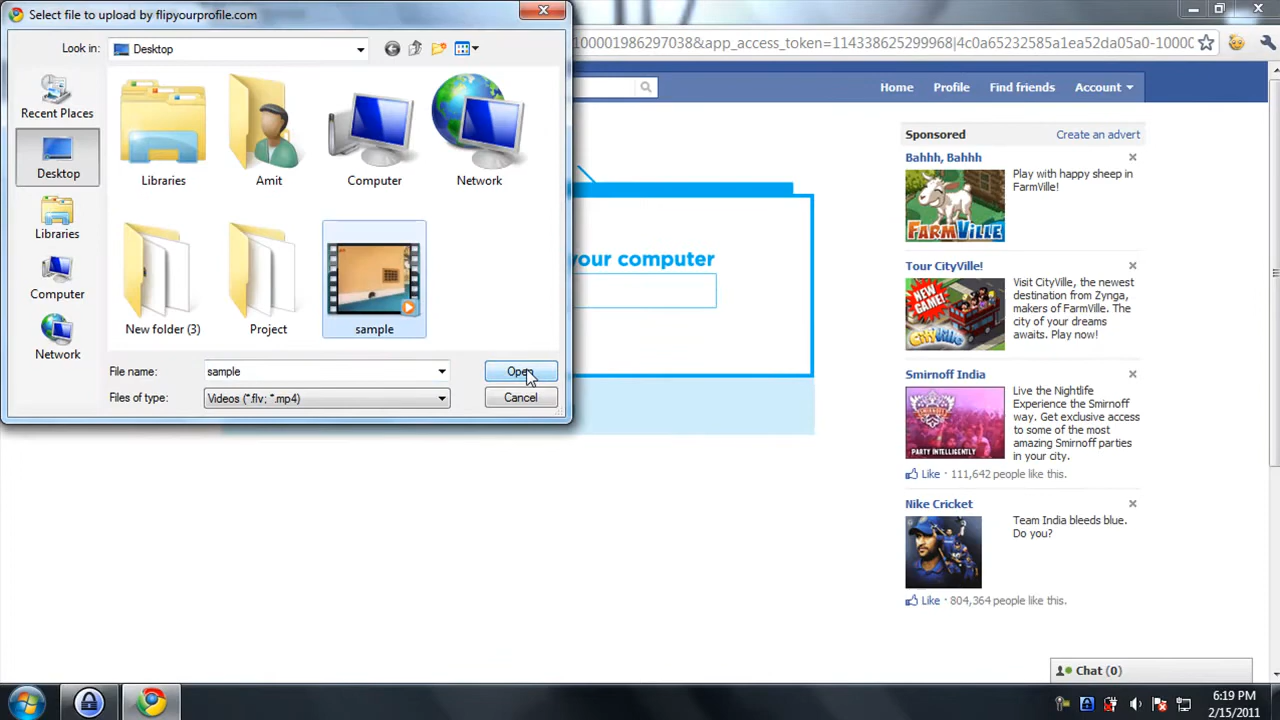 Select file to upload by flipyourprofile.com
Look in:
Desktop
Recent Places
Desktop
Libraries
Computer
Network
Libraries
Amit
Computer
Network
New folder (3)
Project
sample
File name:
sample
Open
Files of type:
Videos (*.flv; *.mp4)
Cancel
100001986297038&app_access_token=114338625299968|4c0a65232585a1ea52da05a0-1000C
Home
Profile
Find friends
Account
your computer
Sponsored
Create an advert
Bahhh, Bahhh
FARMVILLE
Play with happy sheep in
FarmVille!
Tour CityVille!
NEW
GAME!
CityVille
Visit CityVille, the newest
destination from Zynga,
makers of FarmVille. The
city of your dreams
awaits. Play now!
Smirnoff India
PARTY INTELLIGENTLY
Live the Nightlife
Experience the Smirnoff
way. Get exclusive access
to some of the most
amazing Smirnoff parties
in your city.
Like · 111,642 people like this.
Nike Cricket
Team India bleeds blue.
Do you?
Like · 804,364 people like this.
Chat (0)
6:19 PM
2/15/2011